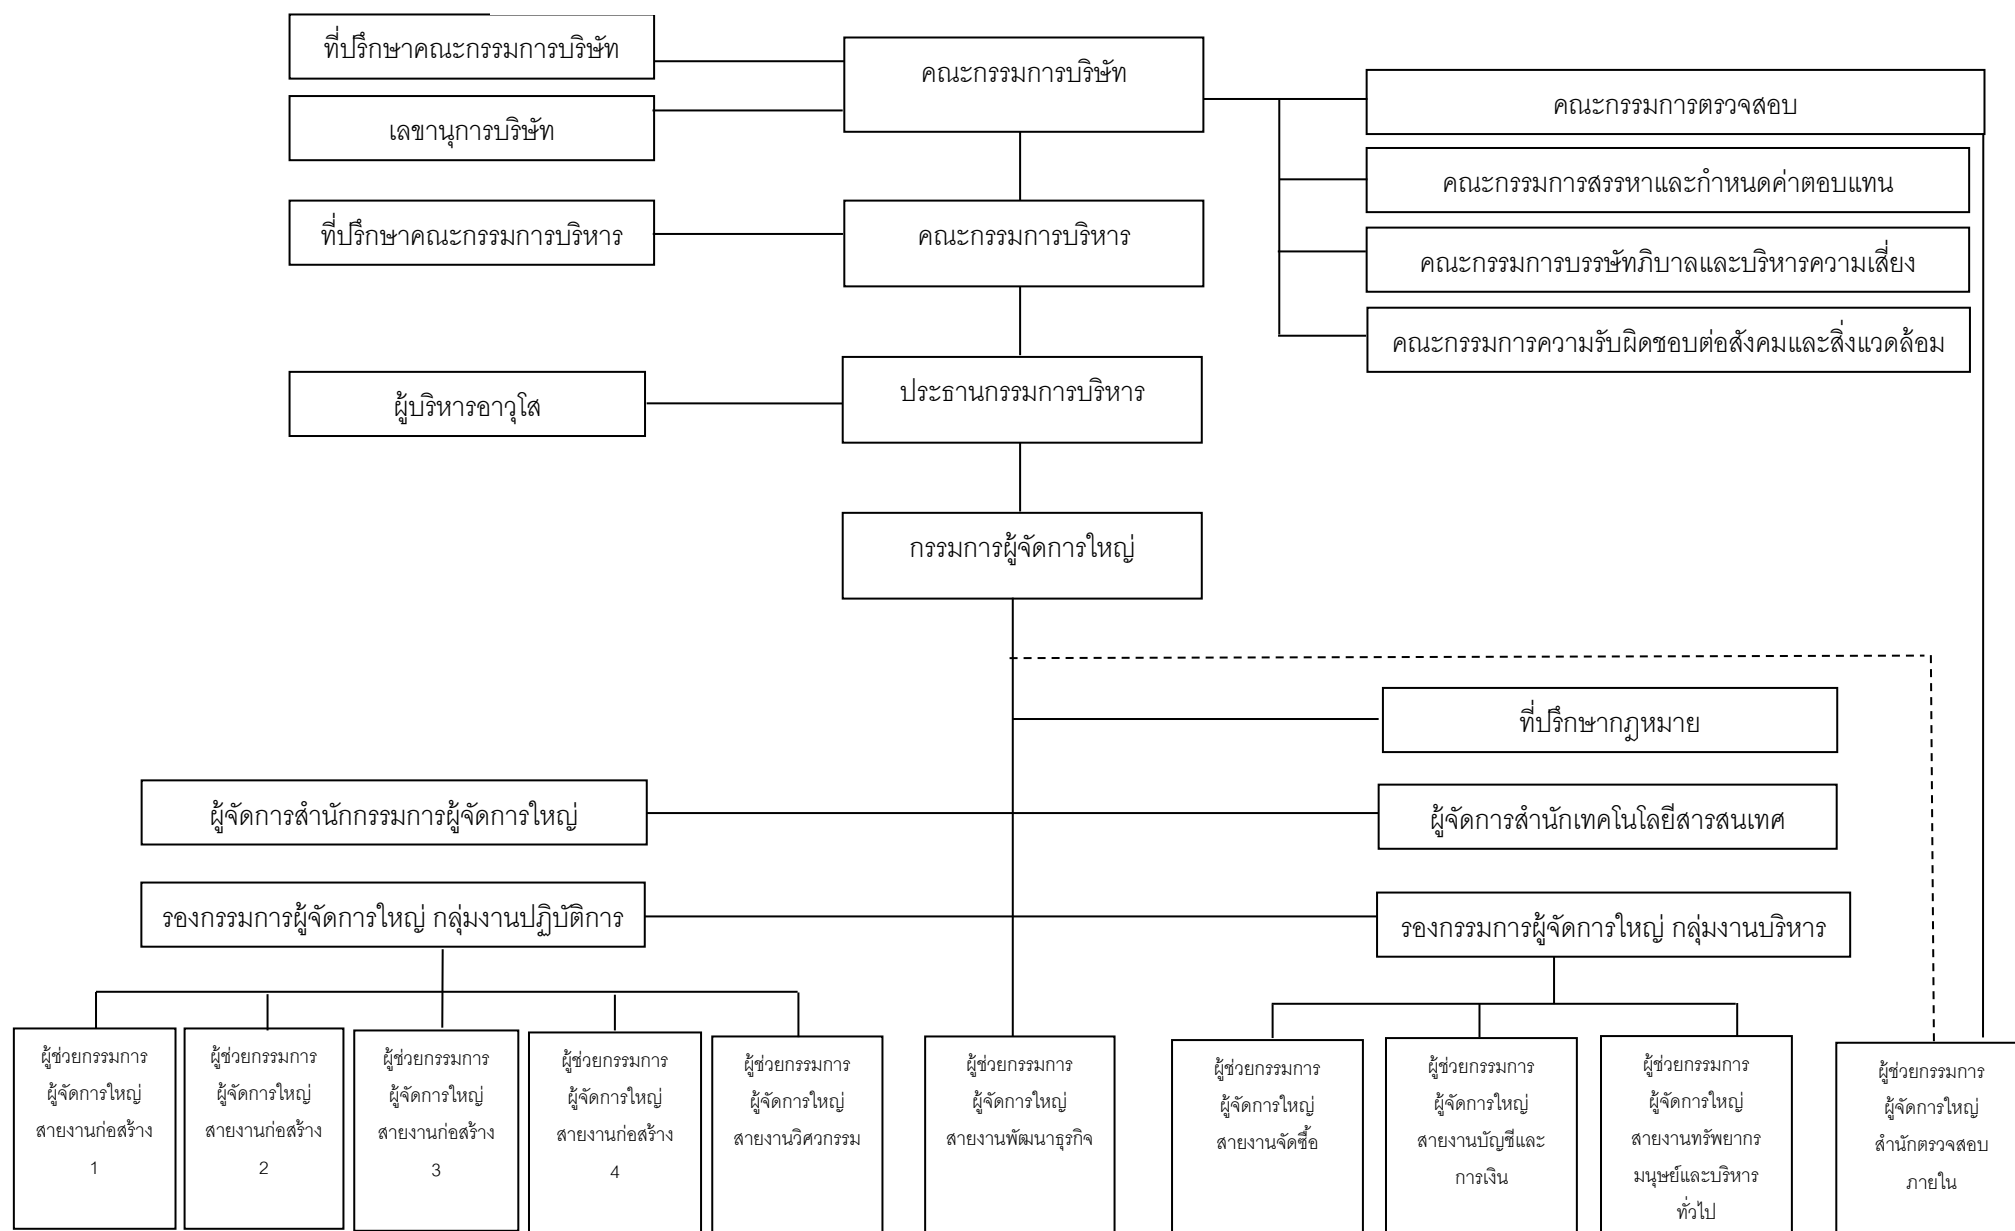 ที่ปรึกษาคณะกรรมการบริษัท
คณะกรรมการบริษัท
คณะกรรมการตรวจสอบ
เลขานุการบริษัท
คณะกรรมการสรรหาและกำหนดค่าตอบแทน
ที่ปรึกษาคณะกรรมการบริหาร
คณะกรรมการบริหาร
คณะกรรมการบรรษัทภิบาลและบริหารความเสี่ยง
คณะกรรมการความรับผิดชอบต่อสังคมและสิ่งแวดล้อม
ผู้บริหารอาวุโส
ประธานกรรมการบริหาร
กรรมการผู้จัดการใหญ่
ที่ปรึกษากฎหมาย
ผู้จัดการสำนักกรรมการผู้จัดการใหญ่
ผู้จัดการสำนักเทคโนโลยีสารสนเทศ
รองกรรมการผู้จัดการใหญ่ กลุ่มงานปฏิบัติการ
รองกรรมการผู้จัดการใหญ่ กลุ่มงานบริหาร
ผู้ช่วยกรรมการ
ผู้จัดการใหญ่
สายงานก่อสร้าง
1
ผู้ช่วยกรรมการ
ผู้จัดการใหญ่
สายงานก่อสร้าง
2
ผู้ช่วยกรรมการ
ผู้จัดการใหญ่
สายงานก่อสร้าง
3
ผู้ช่วยกรรมการ
ผู้จัดการใหญ่
สายงานก่อสร้าง
4
ผู้ช่วยกรรมการ
ผู้จัดการใหญ่
สายงานวิศวกรรม
ผู้ช่วยกรรมการ
ผู้จัดการใหญ่
สายงานพัฒนาธุรกิจ
ผู้ช่วยกรรมการ
ผู้จัดการใหญ่
สายงานจัดซื้อ
ผู้ช่วยกรรมการ
ผู้จัดการใหญ่
สายงานบัญชีและ
การเงิน
ผู้ช่วยกรรมการ
ผู้จัดการใหญ่
สายงานทรัพยากร
มนุษย์และบริหาร
ทั่วไป
ผู้ช่วยกรรมการ
ผู้จัดการใหญ่
สำนักตรวจสอบ
ภายใน